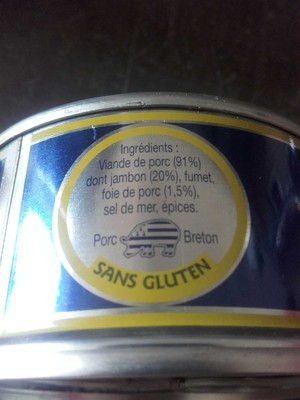 Ingrédients :
Viande de porc (91%)
dont jambon (20%), fumet,
foie de porc (1,5%),
sel de mer, épices.
Porc Breton
SANS GLUTEN